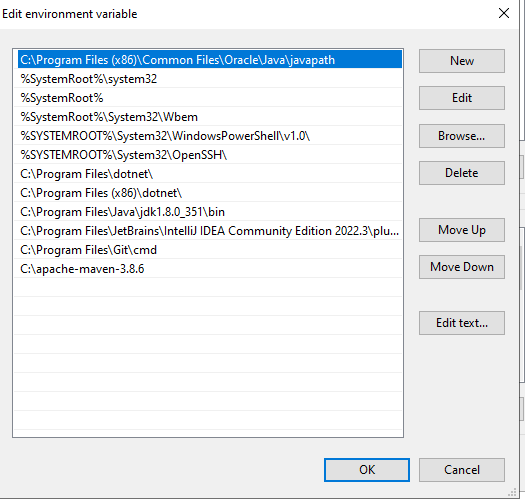 Edit environment variable
C:\Program Files (x86)\Common Files\Oracle\Java\javapath
%SystemRoot%\system32
%SystemRoot%
%SystemRoot%\System32\Wbem
%SYSTEMROOT%\System32\WindowsPowerShell\v1.0\
%SYSTEMROOT%\System32\OpenSSH\
C:\Program Files\dotnet\
C:\Program Files (x86)\dotnet\
C:\Program Files\Java\jdk1.8.0_351\bin
C:\Program Files\JetBrains\IntelliJ IDEA Community Edition 2022.3\plu...
C:\Program Files\Git\cmd
C:\apache-maven-3.8.6
New
Edit
Browse...
Delete
Move Up
Move Down
Edit text...
OK
Cancel